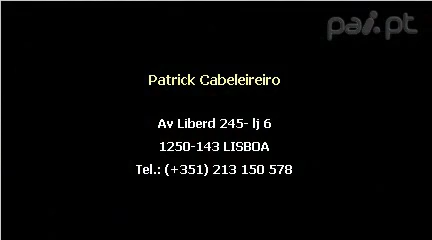 pai.pt
Patrick Cabeleireiro
Av Liberd 245- lj 6
1250-143 LISBOA
Tel.: (+351) 213 150 578